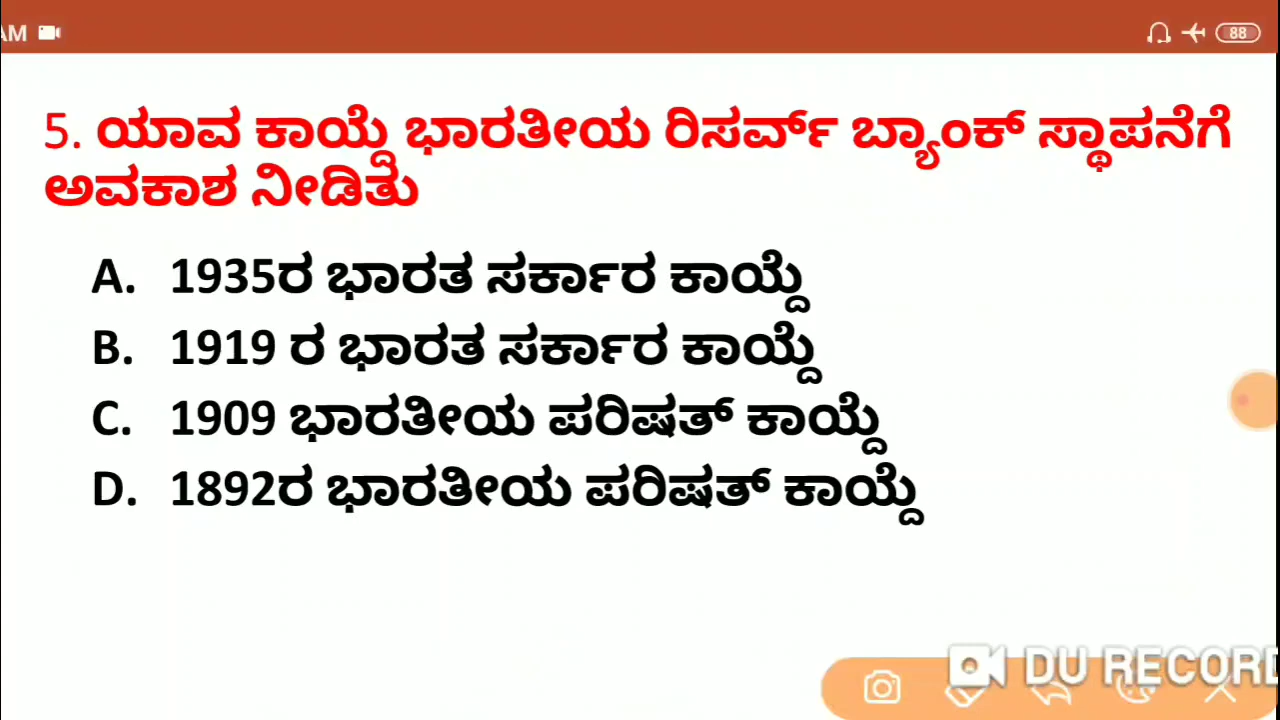 AM
88
5. ಯಾವ ಕಾಯ್ದೆ ಭಾರತೀಯ ರಿಸರ್ವ್ ಬ್ಯಾಂಕ್ ಸ್ಥಾಪನೆಗೆ
ಅವಕಾಶ ನೀಡಿತು
A. 1935ರ ಭಾರತ ಸರ್ಕಾರ ಕಾಯ್ದೆ
B. 1919 ರ ಭಾರತ ಸರ್ಕಾರ ಕಾಯ್ದೆ
C. 1909 ಭಾರತೀಯ ಪರಿಷತ್ ಕಾಯ್ದೆ
D. 1892ರ ಭಾರತೀಯ ಪರಿಷತ್ ಕಾಯ್ದೆ
DU RECORD